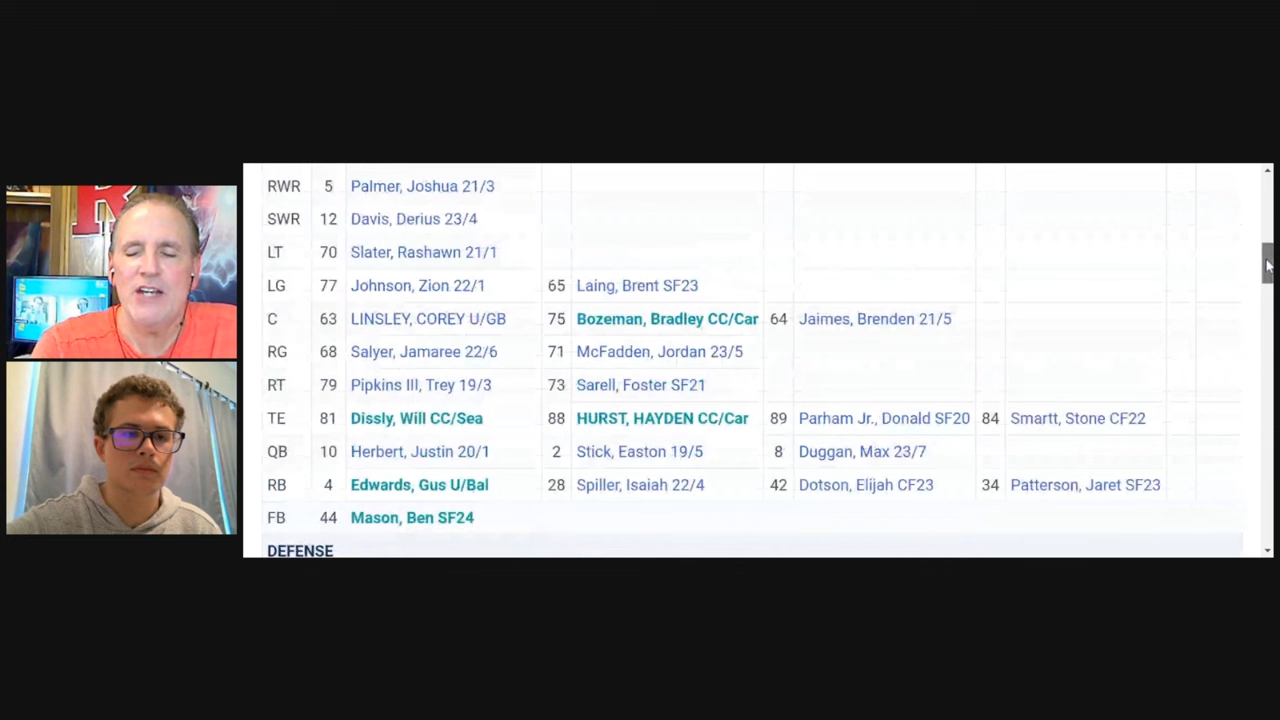 R
RWR 5 Palmer, Joshua 21/3
SWR 12 Davis, Derius 23/4
LT 70 Slater, Rashawn 21/1
LG 77 Johnson, Zion 22/1 65 Laing, Brent SF23
C 63 LINSLEY, COREY U/GB 75 Bozeman, Bradley CC/Car 64 Jaimes, Brenden 21/5
RG 68 Salyer, Jamaree 22/6 71 McFadden, Jordan 23/5
RT 79 Pipkins III, Trey 19/3 73 Sarell, Foster SF21
TE 81 Dissly, Will CC/Sea 88 HURST, HAYDEN CC/Car 89 Parham Jr., Donald SF20 84 Smartt, Stone CF22
QB 10 Herbert, Justin 20/1 2 Stick, Easton 19/5 8 Duggan, Max 23/7
RB 4 Edwards, Gus U/Bal 28 Spiller, Isaiah 22/4 42 Dotson, Elijah CF23 34 Patterson, Jaret SF23
FB 44 Mason, Ben SF24
DEFENSE